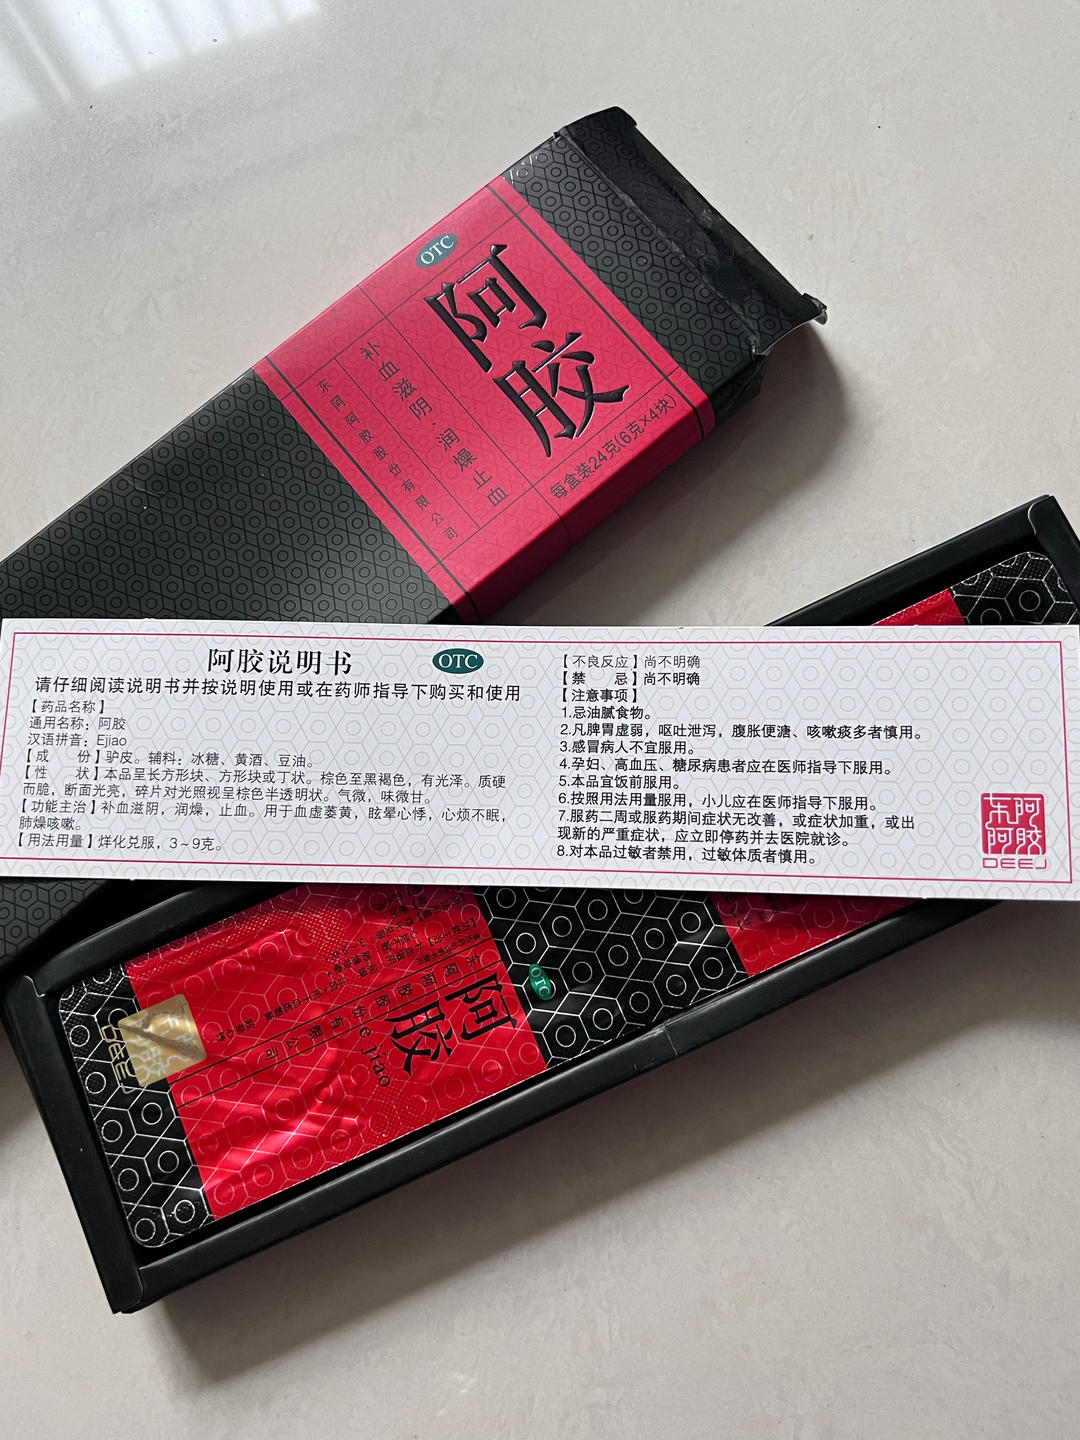 OTC
阿胶
补血滋阴·润燥止血
东阿阿胶股份有限公司
每盒装24克(6克×4块)
阿胶说明书
OTC
请仔细阅读说明书并按说明使用或在药师指导下购买和使用
【药品名称】
通用名称：阿胶
汉语拼音：Ejiao
【成　份】驴皮。辅料：冰糖、黄酒、豆油。
【性　状】本品呈长方形块、方形块或丁状。棕色至黑褐色，有光泽。质硬
而脆，断面光亮，碎片对光照视呈棕色半透明状。气微，味微甘。
【功能主治】补血滋阴，润燥，止血。用于血虚萎黄，眩晕心悸，心烦不眠，
肺燥咳嗽。
【用法用量】烊化兑服，3～9克。
【不良反应】尚不明确
【禁　忌】尚不明确
【注意事项】
1.忌油腻食物。
2.凡脾胃虚弱，呕吐泄泻，腹胀便溏、咳嗽痰多者慎用。
3.感冒病人不宜服用。
4.孕妇、高血压、糖尿病患者应在医师指导下服用。
5.本品宜饭前服用。
6.按照用法用量服用，小儿应在医师指导下服用。
7.服药二周或服药期间症状无改善，或症状加重，或出
现新的严重症状，应立即停药并去医院就诊。
8.对本品过敏者禁用，过敏体质者慎用。
东阿
阿胶
DEEJ
OTC
阿胶
e jiao
东阿阿胶股份有限公司
DEEJ